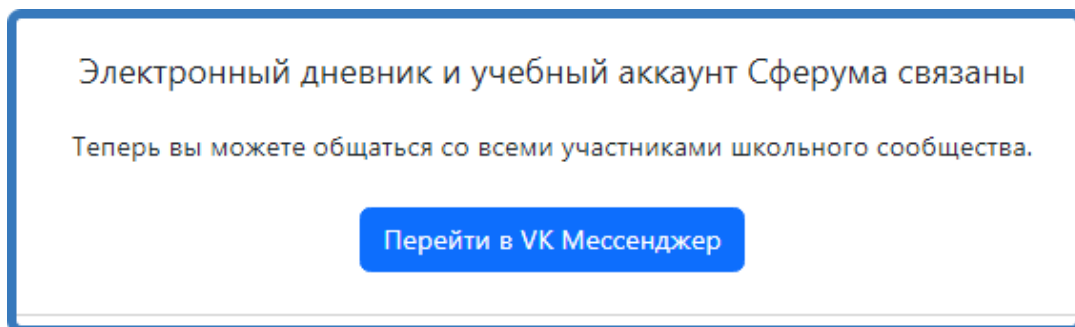 Электронный дневник и учебный аккаунт Сферума связаны
Теперь вы можете общаться со всеми участниками школьного сообщества.
Перейти в VK Мессенджер